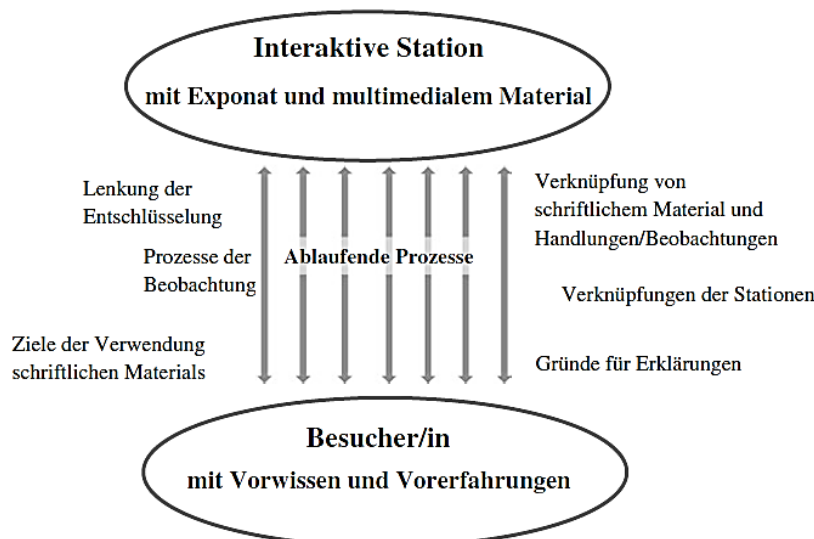 Interaktive Station
mit Exponat und multimedialem Material
Lenkung der
Entschlüsselung
Prozesse der
Beobachtung
Ziele der Verwendung
schriftlichen Materials
Ablaufende Prozesse
Verknüpfung von
schriftlichem Material und
Handlungen/Beobachtungen
Verknüpfungen der Stationen
Gründe für Erklärungen
Besucher/in
mit Vorwissen und Vorerfahrungen